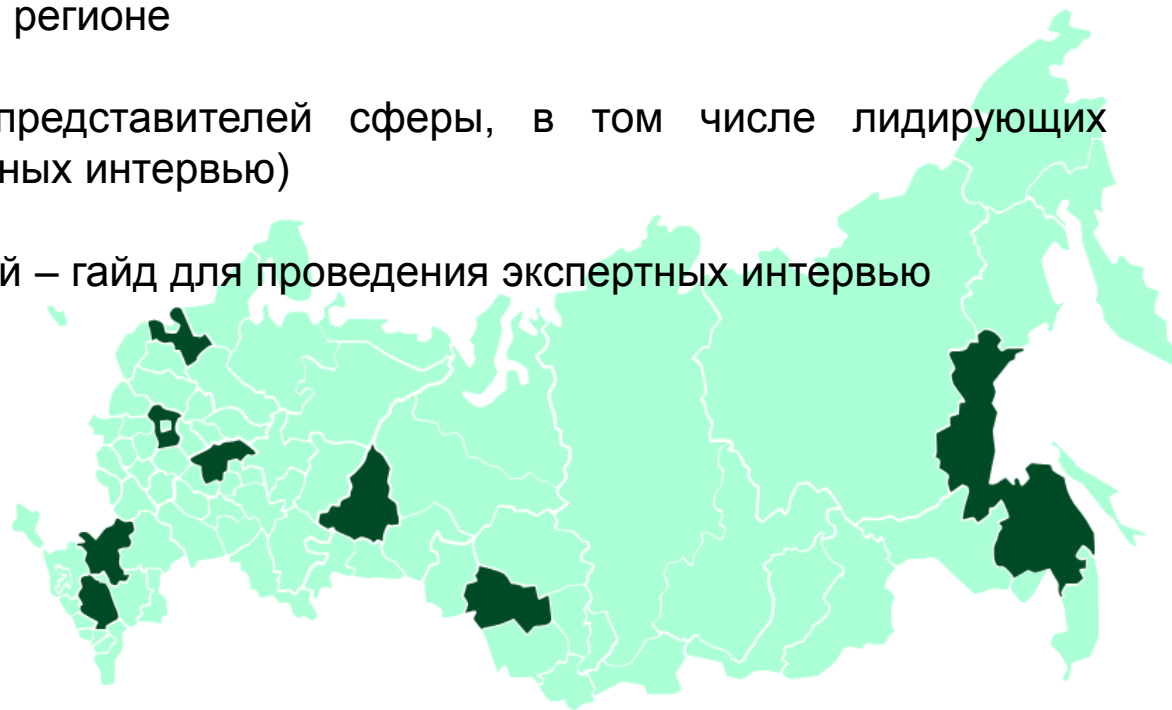 регионе
представителей сферы, в том числе лидирующих
ных интервью)
й – гайд для проведения экспертных интервью